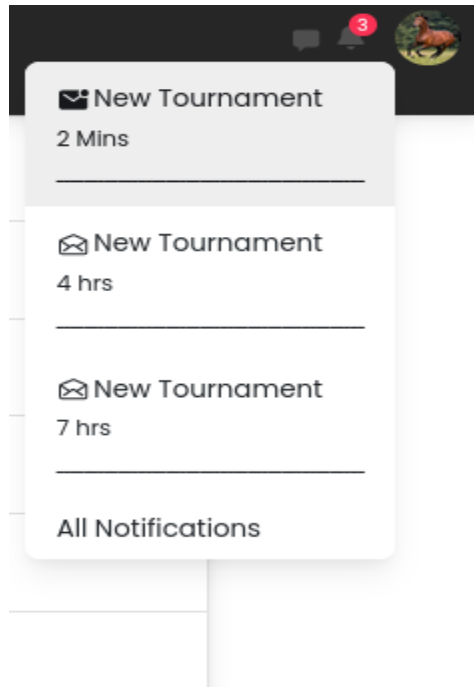 3
New Tournament
2 Mins
New Tournament
4 hrs
New Tournament
7 hrs
All Notifications